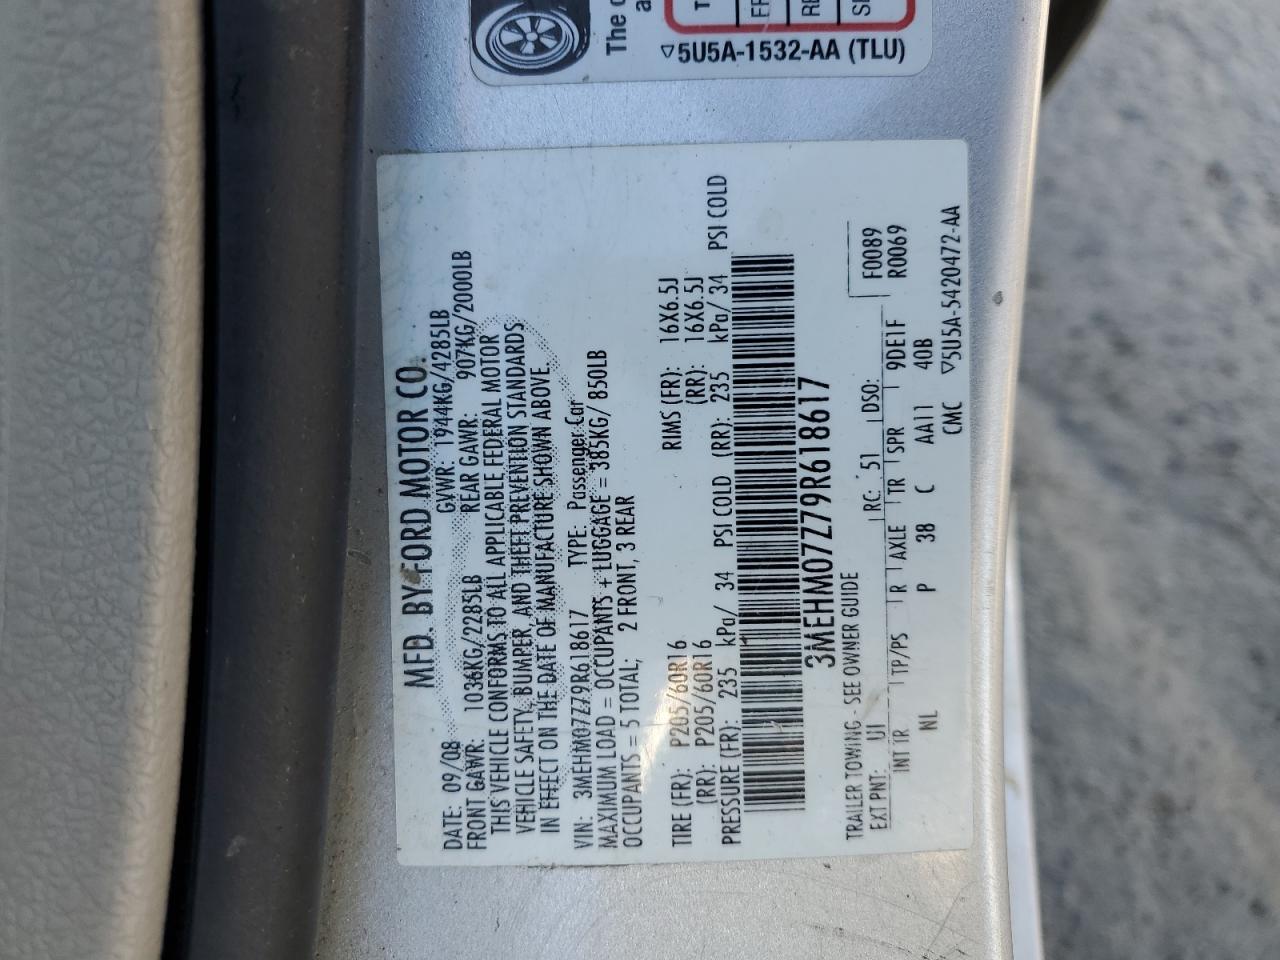 MFD. BY FORD MOTOR CO.
DATE: 09/08 GVWR: 1944KG/4285LB
FRONT GAWR: 1036KG/2285LB REAR GAWR: 907KG/2000LB
THIS VEHICLE CONFORMS TO ALL APPLICABLE FEDERAL MOTOR
VEHICLE SAFETY, BUMPER, AND THEFT PREVENTION STANDARDS
IN EFFECT ON THE DATE OF MANUFACTURE SHOWN ABOVE.
VIN: 3MEHM07Z79R618617 TYPE: Passenger Car
MAXIMUM LOAD = OCCUPANTS + LUGGAGE = 385KG/ 850LB
OCCUPANTS = 5 TOTAL; 2 FRONT, 3 REAR
TIRE (FR): P205/60R16 RIMS (FR): 16X6.5J
(RR): P205/60R16 (RR): 16X6.5J
PRESSURE (FR): 235 kPa/ 34 PSI COLD (RR): 235 kPa/ 34 PSI COLD
3MEHM07Z79R618617
TRAILER TOWING - SEE OWNER GUIDE
F0089
EXT PNT: UI RC: 51 DSO: R0069
INT TR TP/PS R AXLE TR SPR 9DE1F
NL P 38 C AA11 40B
CMC ▽5U5A-5420472-AA
The
a
▽5U5A-1532-AA (TLU)